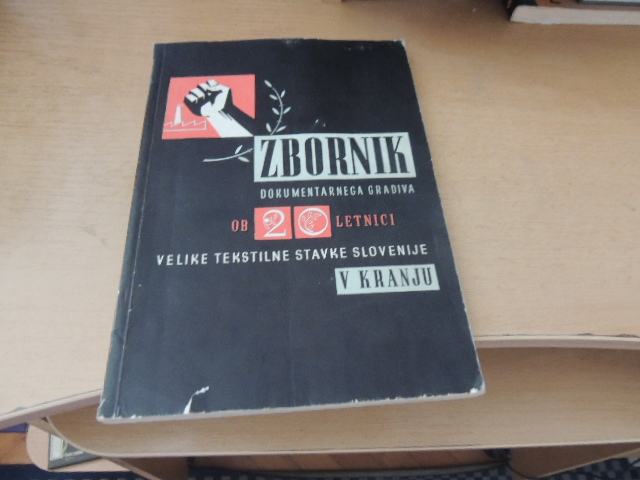 ZBORNIK
DOKUMENTARNEGA GRADIVA
OB 20 LETNICI
VELIKE TEKSTILNE STAVKE SLOVENIJE
V KRANJU